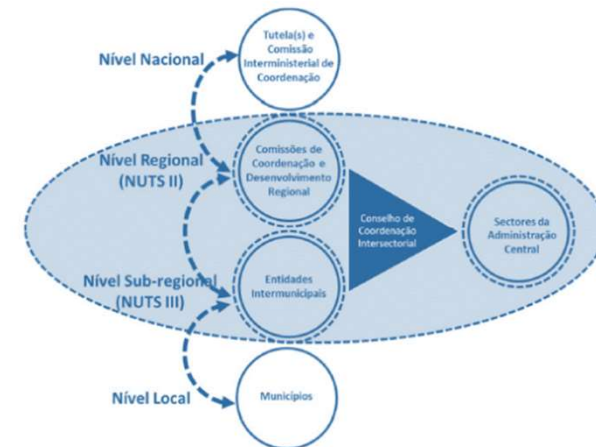 Nível Nacional
Tutela(s) e
Comissão
Interministerial de
Coordenação
Nível Regional
(NUTS II)
Comissões de
Coordenação e
Desenvolvimento
Regional
Conselho de
Coordenação
Intersectorial
Sectores da
Administração
Central
Nível Sub-regional
(NUTS III)
Entidades
Intermunicipais
Nível Local
Municípios